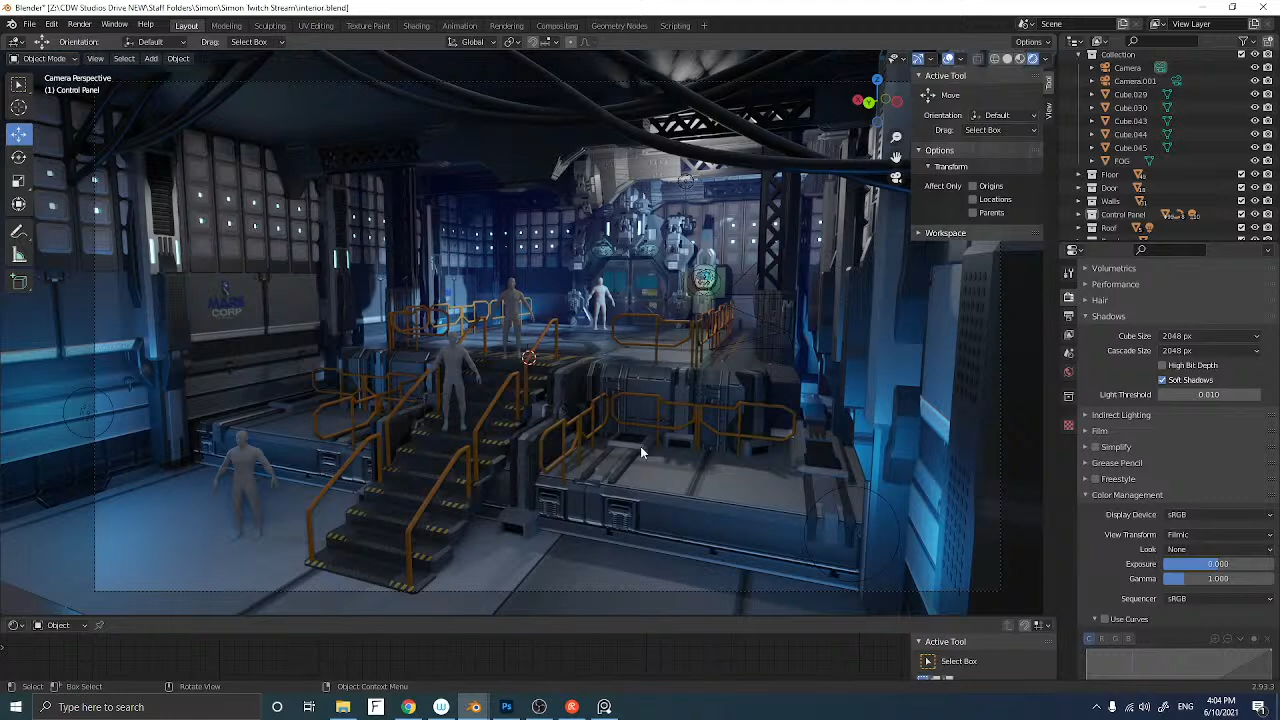 Blender* [Z:\CDW Studios Drive NEW\Staff Folders\Simon\Simon Twitch Stream\interior.blend]
File Edit Render Window Help Layout Modeling Sculpting UV Editing Texture Paint Shading Animation Rendering Compositing Geometry Nodes Scripting + Scene View Layer
Orientation: Default Drag: Select Box Global Options
Object Mode View Select Add Object
Camera Perspective
(1) Control Panel
MARS
CORP
Active Tool
Move
Orientation: Default
Drag: Select Box
Options
Transform
Affect Only Origins
Locations
Parents
Workspace
Tool
View
Collection
Camera
Camera.001
Cube.029
Cube.030
Cube.043
Cube.044
Cube.045
FOG
Floor
Door
Walls
Control Panel
Roof
Volumetrics
Performance
Hair
Shadows
Cube Size 2048 px
Cascade Size 2048 px
High Bit Depth
Soft Shadows
Light Threshold 0.010
Indirect Lighting
Film
Simplify
Grease Pencil
Freestyle
Color Management
Display Device sRGB
View Transform Filmic
Look None
Exposure 0.000
Gamma 1.000
Sequencer sRGB
Use Curves
C R G B
Object
Active Tool
Select Box
Select Box Select Rotate View Object Context Menu 2.93.3
Type here to search
ENG
4:04 PM
6/10/2021